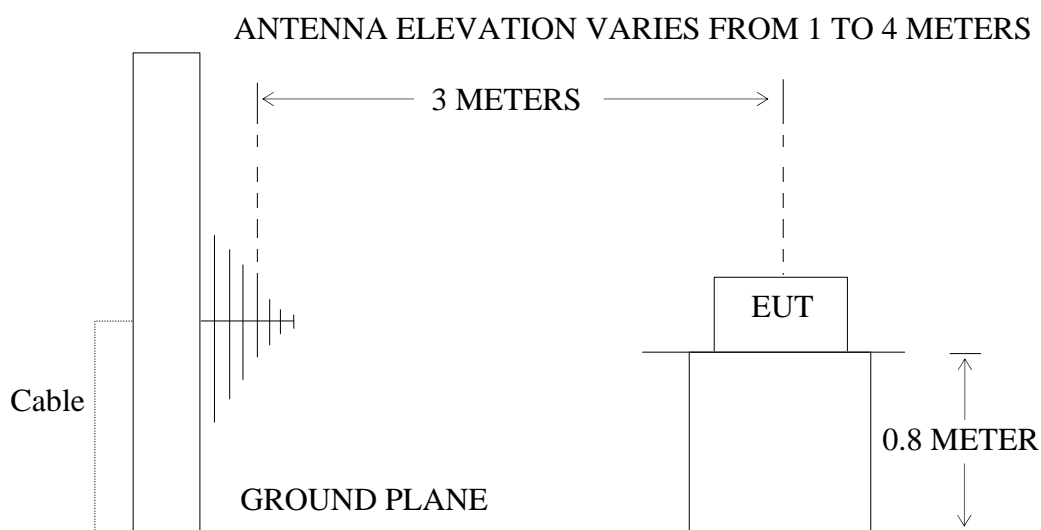 ANTENNA ELEVATION VARIES FROM 1 TO 4 METERS
3 METERS
EUT
Cable
0.8 METER
GROUND PLANE